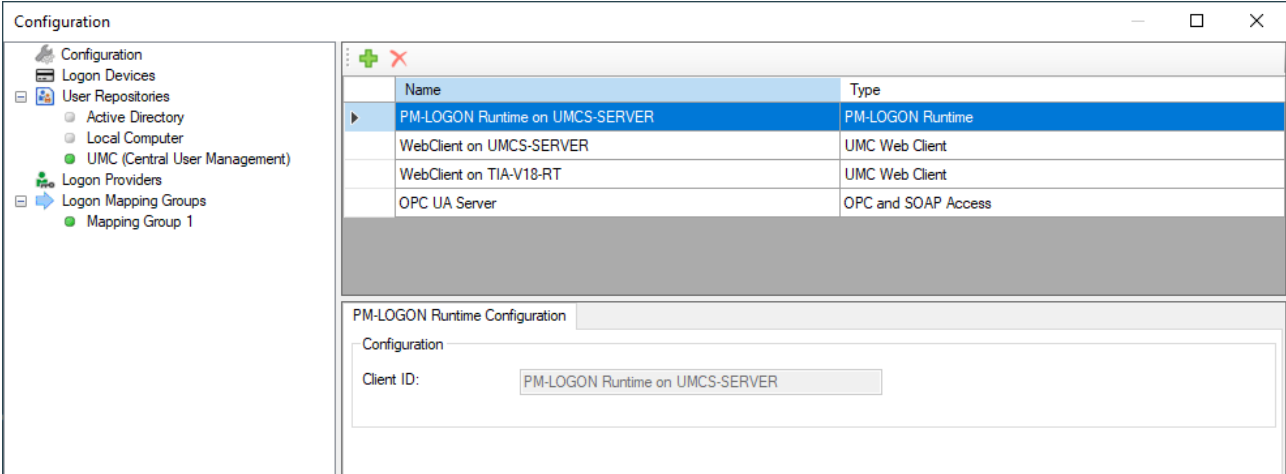 Configuration
Configuration
Logon Devices
User Repositories
Active Directory
Local Computer
UMC (Central User Management)
Logon Providers
Logon Mapping Groups
Mapping Group 1
Name Type
PM-LOGON Runtime on UMCS-SERVER PM-LOGON Runtime
WebClient on UMCS-SERVER UMC Web Client
WebClient on TIA-V18-RT UMC Web Client
OPC UA Server OPC and SOAP Access
PM-LOGON Runtime Configuration
Configuration
Client ID: PM-LOGON Runtime on UMCS-SERVER